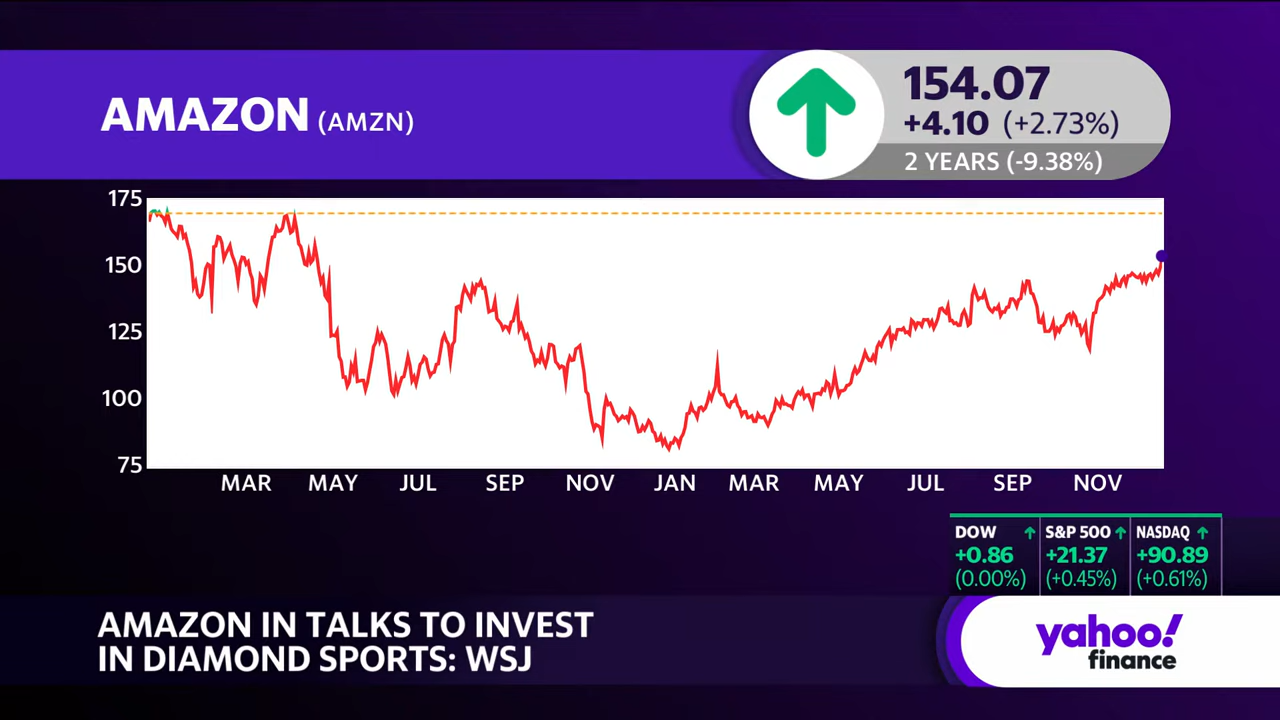 AMAZON (AMZN)
154.07
+4.10 (+2.73%)
2 YEARS (-9.38%)
175
150
125
100
75
MAR MAY JUL SEP NOV JAN MAR MAY JUL SEP NOV
DOW S&P 500 NASDAQ
+0.86 +21.37 +90.89
(0.00%) (+0.45%) (+0.61%)
AMAZON IN TALKS TO INVEST
IN DIAMOND SPORTS: WSJ
yahoo!
finance